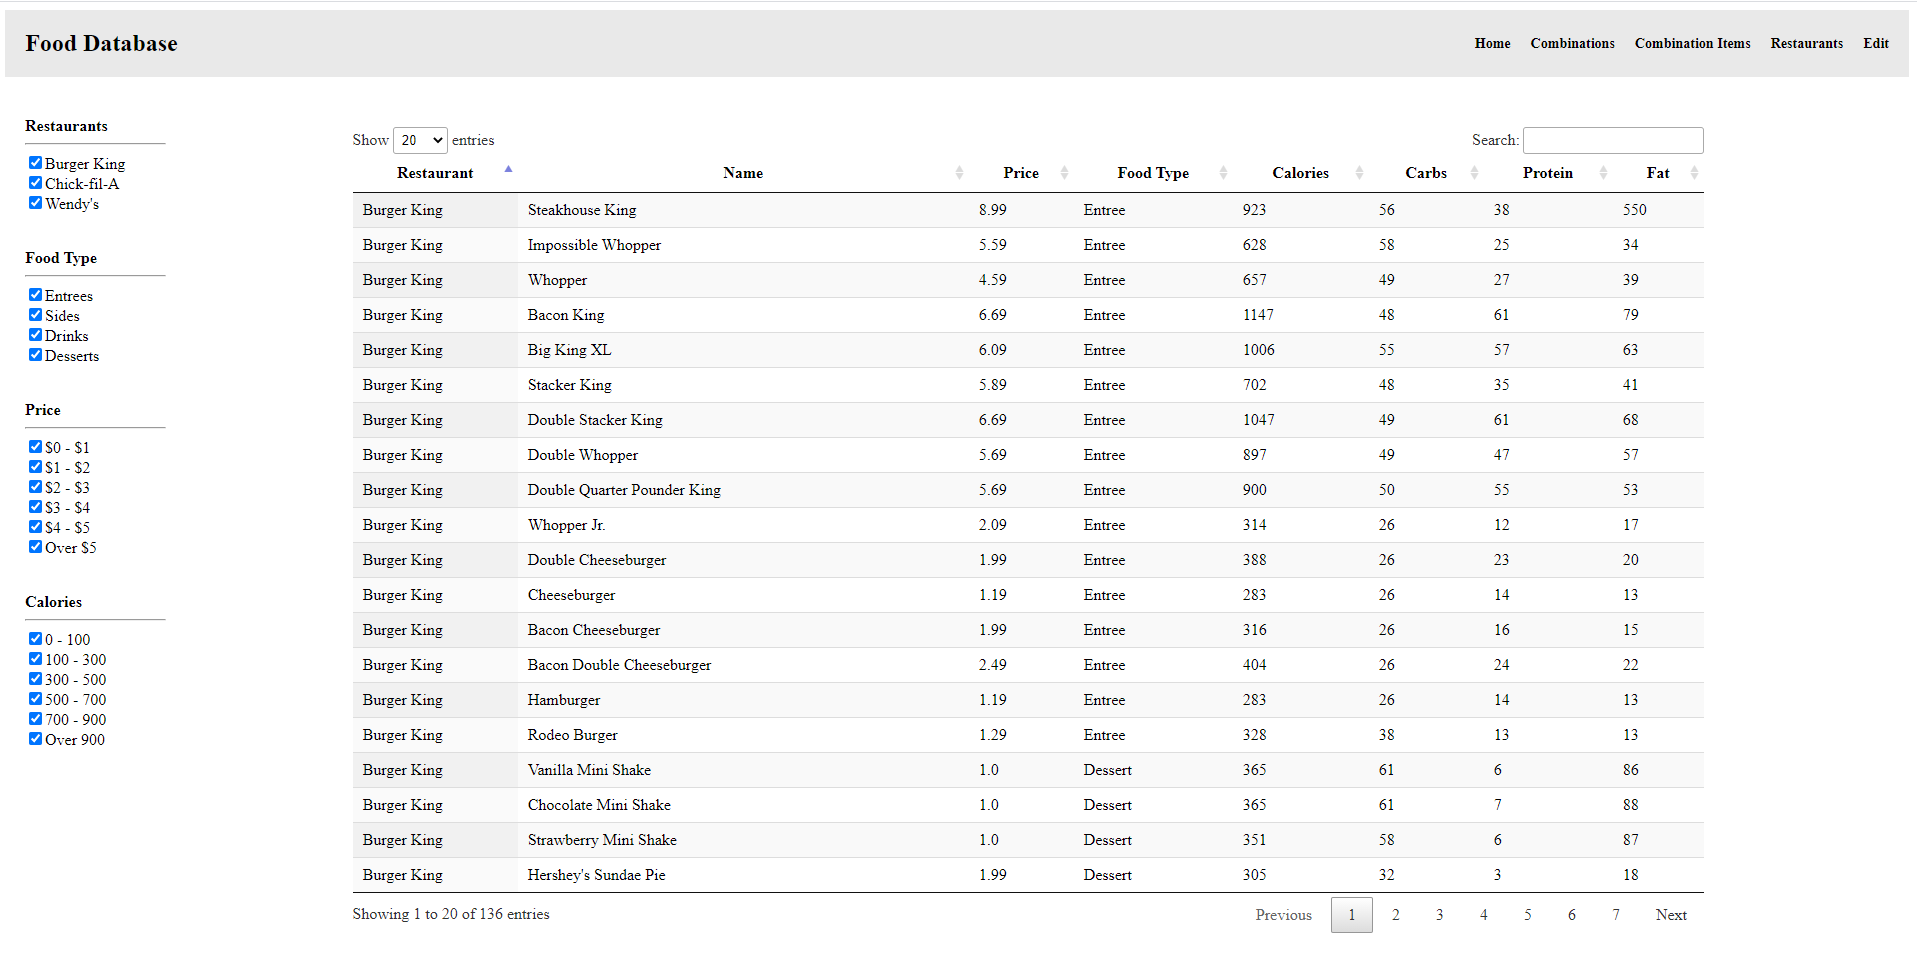 Food Database
Home Combinations Combination Items Restaurants Edit
Restaurants
Burger King
Chick-fil-A
Wendy's
Food Type
Entrees
Sides
Drinks
Desserts
Price
$0 - $1
$1 - $2
$2 - $3
$3 - $4
$4 - $5
Over $5
Calories
0 - 100
100 - 300
300 - 500
500 - 700
700 - 900
Over 900
Show 20 entries Search:
Restaurant Name Price Food Type Calories Carbs Protein Fat
Burger King Steakhouse King 8.99 Entree 923 56 38 550
Burger King Impossible Whopper 5.59 Entree 628 58 25 34
Burger King Whopper 4.59 Entree 657 49 27 39
Burger King Bacon King 6.69 Entree 1147 48 61 79
Burger King Big King XL 6.09 Entree 1006 55 57 63
Burger King Stacker King 5.89 Entree 702 48 35 41
Burger King Double Stacker King 6.69 Entree 1047 49 61 68
Burger King Double Whopper 5.69 Entree 897 49 47 57
Burger King Double Quarter Pounder King 5.69 Entree 900 50 55 53
Burger King Whopper Jr. 2.09 Entree 314 26 12 17
Burger King Double Cheeseburger 1.99 Entree 388 26 23 20
Burger King Cheeseburger 1.19 Entree 283 26 14 13
Burger King Bacon Cheeseburger 1.99 Entree 316 26 16 15
Burger King Bacon Double Cheeseburger 2.49 Entree 404 26 24 22
Burger King Hamburger 1.19 Entree 283 26 14 13
Burger King Rodeo Burger 1.29 Entree 328 38 13 13
Burger King Vanilla Mini Shake 1.0 Dessert 365 61 6 86
Burger King Chocolate Mini Shake 1.0 Dessert 365 61 7 88
Burger King Strawberry Mini Shake 1.0 Dessert 351 58 6 87
Burger King Hershey's Sundae Pie 1.99 Dessert 305 32 3 18
Showing 1 to 20 of 136 entries Previous 1 2 3 4 5 6 7 Next